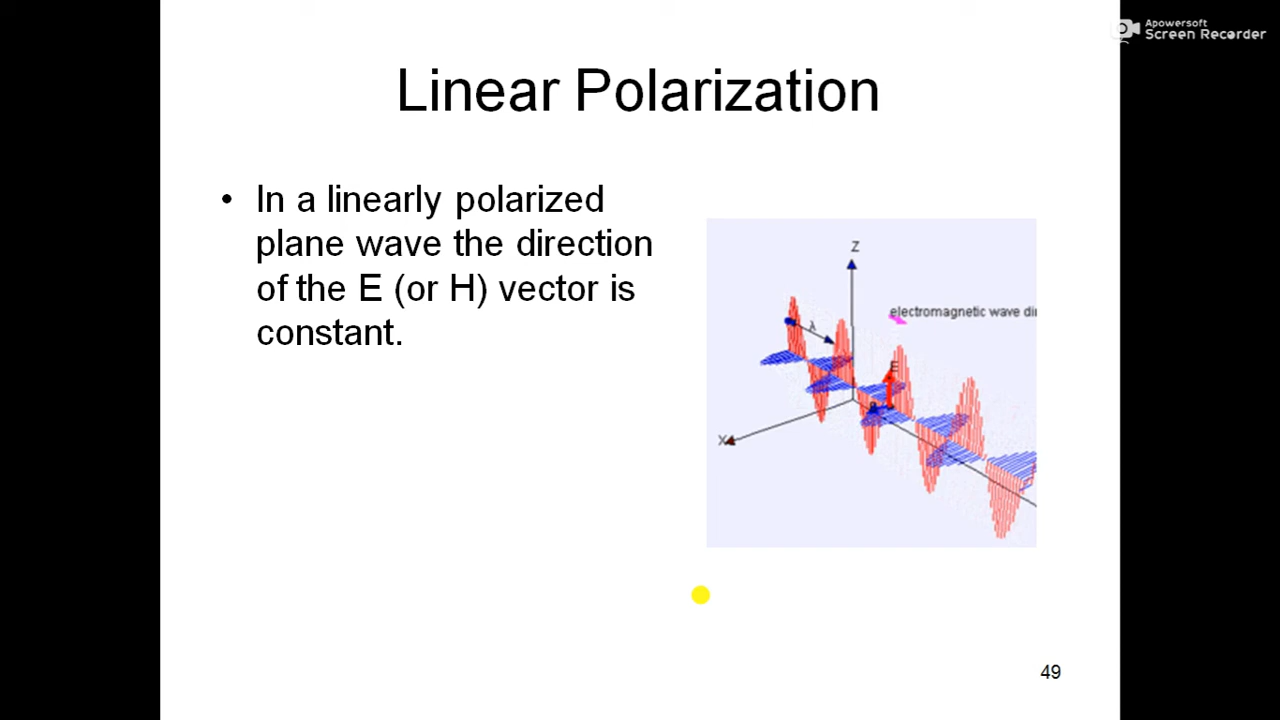 Apowersoft
Screen Recorder
Linear Polarization
• In a linearly polarized
plane wave the direction
of the E (or H) vector is
constant.
Z
electromagnetic wave di
λ
E
X
49